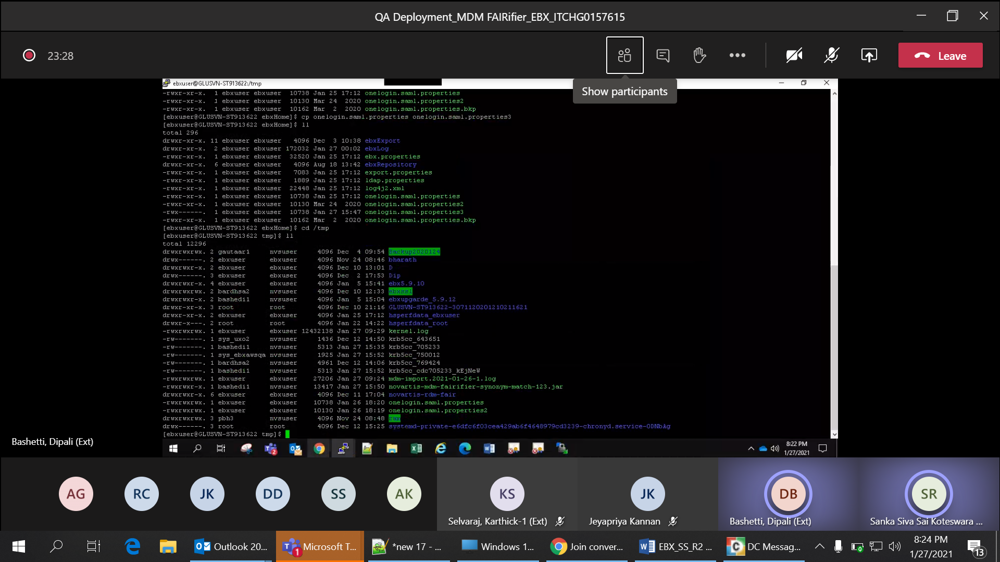 QA Deployment_MDM FAIRifier_EBX_ITCHG0157615
23:28
Leave
Show participants
ebxuser@GLUSVN-ST913622:/tmp
-rwxr-xr-x.  1 ebxuser ebxuser  10738 Jan 25 17:12 onelogin.saml.properties
-rwxr-xr-x.  1 ebxuser ebxuser  10130 Mar 24  2020 onelogin.saml.properties2
-rwxr-xr-x.  1 ebxuser ebxuser  10162 Mar  2  2020 onelogin.saml.properties.bkp
[ebxuser@GLUSVN-ST913622 ebxHome]$ cp onelogin.saml.properties onelogin.saml.properties3
[ebxuser@GLUSVN-ST913622 ebxHome]$ ll
total 296
drwxr-xr-x. 11 ebxuser ebxuser   4096 Dec  3 10:38 ebxExport
drwxr-xr-x.  2 ebxuser ebxuser 172032 Jan 27 00:02 ebxLog
-rwxr-xr-x.  1 ebxuser ebxuser  32520 Jan 25 17:12 ebx.properties
drwxr-xr-x.  6 ebxuser ebxuser   4096 Aug 18 13:42 ebxRepository
-rwxr-xr-x.  1 ebxuser ebxuser   7083 Jan 25 17:12 export.properties
-rwxr-xr-x.  1 ebxuser ebxuser   1889 Jan 25 17:12 ldap.properties
-rwxr-xr-x.  1 ebxuser ebxuser  22448 Jan 25 17:12 log4j2.xml
-rwxr-xr-x.  1 ebxuser ebxuser  10738 Jan 25 17:12 onelogin.saml.properties
-rwxr-xr-x.  1 ebxuser ebxuser  10130 Mar 24  2020 onelogin.saml.properties2
-rwx------.  1 ebxuser ebxuser  10738 Jan 27 15:47 onelogin.saml.properties3
-rwxr-xr-x.  1 ebxuser ebxuser  10162 Mar  2  2020 onelogin.saml.properties.bkp
[ebxuser@GLUSVN-ST913622 ebxHome]$ cd /tmp
[ebxuser@GLUSVN-ST913622 tmp]$ ll
total 12296
drwxrwxrwx. 2 gautaar1     nvsuser     4096 Dec  4 09:54 Backup2020124
drwx------. 2 ebxuser      ebxuser     4096 Nov 24 08:46 bharath
drwxrwxr-x. 2 ebxuser      ebxuser     4096 Dec 10 13:01 D
drwx------. 3 ebxuser      ebxuser     4096 Dec  2 17:53 Dip
drwxrwxr-x. 4 ebxuser      ebxuser     4096 Jan  5 15:41 ebx5.9.10
drwxrwxrwx. 2 bardhsa2     nvsuser     4096 Dec 10 12:33 ebxssl
drwxr-xr-x. 2 bashedi1     nvsuser     4096 Jan  5 15:04 ebxupgarde_5.9.12
drwxr-xr-x. 3 root         root        4096 Dec 10 21:16 GLUSVN-ST913622-3071120201210211621
drwxr-xr-x. 2 ebxuser      ebxuser     4096 Jan 25 17:12 hsperfdata_ebxuser
drwxr-x---. 2 root         root        4096 Jan 22 14:22 hsperfdata_root
-rwxrwxrwx. 1 ebxuser      ebxuser 12432138 Jan 27 09:29 kernel.log
-rw-------. 1 sys_uxo2     nvsuser     1436 Dec 12 14:50 krb5cc_643651
-rw-------. 1 bashedi1     nvsuser     5313 Jan 27 15:35 krb5cc_705233
-rw-------. 1 sys_ebxawsqa nvsuser     1925 Jan 27 15:52 krb5cc_750012
-rw-------. 1 bardhsa2     nvsuser     4961 Dec 12 14:06 krb5cc_769424
-rw-------. 1 bashedi1     nvsuser     5313 Jan 27 15:52 krb5cc_cdc705233_kEjNeW
-rwxrwxrwx. 1 ebxuser      ebxuser    27206 Jan 27 09:24 mdm-import.2021-01-26-1.log
-rwxrwxrwx. 1 bashedi1     nvsuser    13417 Jan 27 15:50 novartis-mdm-fairifier-synonym-match-123.jar
drwxrwxr-x. 6 ebxuser      ebxuser     4096 Dec 11 17:04 novartis-rdm-fair
-rwxrwxrwx. 1 ebxuser      ebxuser    10738 Jan 26 18:20 onelogin.saml.properties
-rwxrwxrwx. 1 ebxuser      ebxuser    10130 Jan 26 18:19 onelogin.saml.properties2
drwxrwxrwx. 3 pbh3         nvsuser     4096 Nov 24 08:48 ram
drwx------. 3 root         root        4096 Dec 12 15:25 systemd-private-e6dfc6f03cea429ab6f4648979cd3239-chronyd.service-ODNbAg
[ebxuser@GLUSVN-ST913622 tmp]$
Bashetti, Dipali (Ext)
8:22 PM
1/27/2021
AG
RC
JK
DD
SS
AK
KS
JK
DB
SR
Selvaraj, Karthick-1 (Ext)
Jeyapriya Kannan
Bashetti, Dipali (Ext)
Sanka Siva Sai Koteswara ...
Outlook 20...
Microsoft T...
*new 17 - ...
Windows 1...
Join conver...
EBX_SS_R2 ...
DC Messag...
8:24 PM
1/27/2021
13